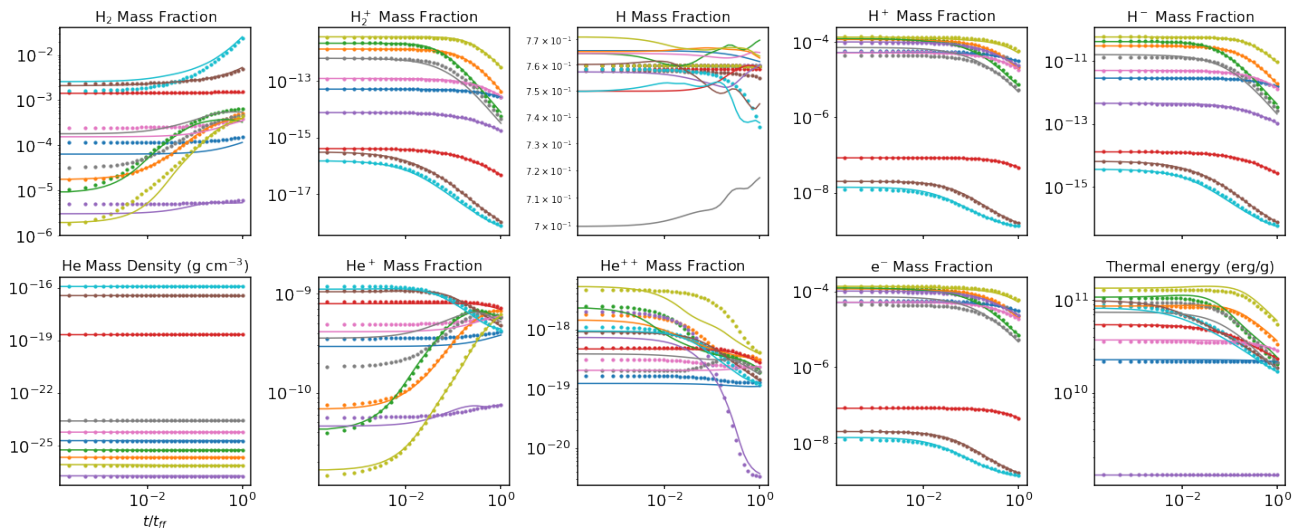 H₂ Mass Fraction
H₂⁺ Mass Fraction
H Mass Fraction
H⁺ Mass Fraction
H⁻ Mass Fraction
10⁻²
10⁻³
10⁻⁴
10⁻⁵
10⁻⁶
10⁻¹³
10⁻¹⁵
10⁻¹⁷
7.7 × 10⁻¹
7.6 × 10⁻¹
7.5 × 10⁻¹
7.4 × 10⁻¹
7.3 × 10⁻¹
7.2 × 10⁻¹
7.1 × 10⁻¹
7 × 10⁻¹
10⁻⁴
10⁻⁶
10⁻⁸
10⁻¹¹
10⁻¹³
10⁻¹⁵
He Mass Density (g cm⁻³)
He⁺ Mass Fraction
He⁺⁺ Mass Fraction
e⁻ Mass Fraction
Thermal energy (erg/g)
10⁻¹⁶
10⁻¹⁹
10⁻²²
10⁻²⁵
10⁻⁹
10⁻¹⁰
10⁻¹⁸
10⁻¹⁹
10⁻²⁰
10⁻⁴
10⁻⁶
10⁻⁸
10¹¹
10¹⁰
10⁻² 10⁰
10⁻² 10⁰
10⁻² 10⁰
10⁻² 10⁰
10⁻² 10⁰
t/t_ff